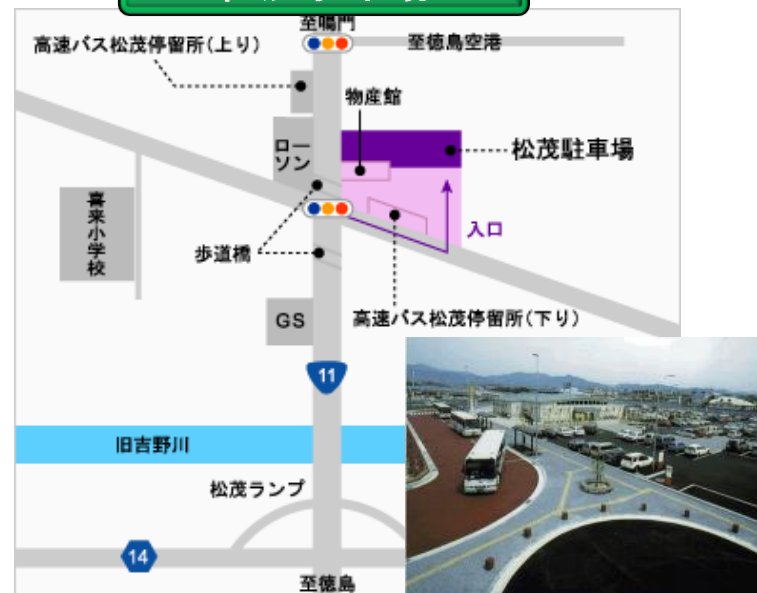 至鳴門
至徳島空港
高速バス松茂停留所(上り)
物産館
ロー
ソン
松茂駐車場
喜来小学校
入口
歩道橋
GS
高速バス松茂停留所(下り)
11
旧吉野川
松茂ランプ
14
至徳島